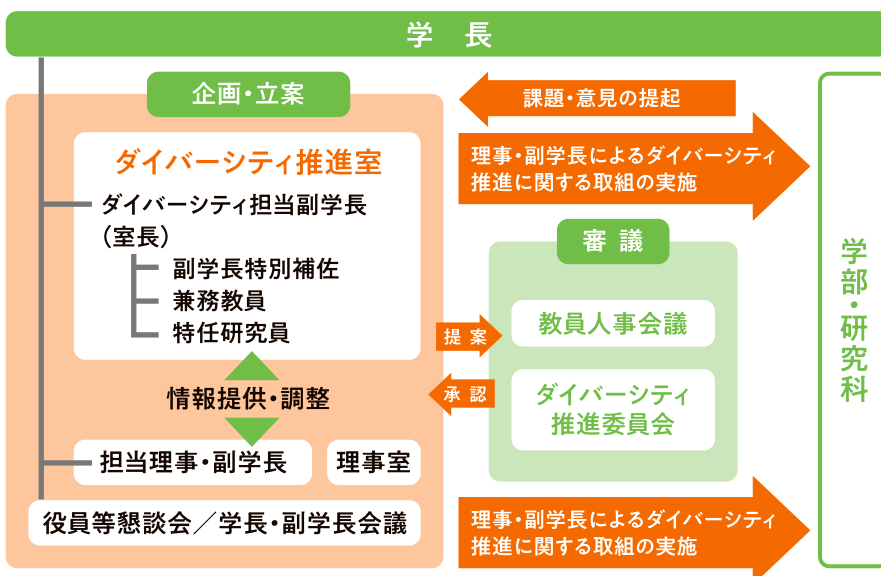 学 長
企画・立案
ダイバーシティ推進室
ダイバーシティ担当副学長
（室長）
副学長特別補佐
兼務教員
特任研究員
情報提供・調整
担当理事・副学長
理事室
役員等懇談会／学長・副学長会議
課題・意見の提起
理事・副学長によるダイバーシティ
推進に関する取組の実施
審 議
教員人事会議
ダイバーシティ
推進委員会
提 案
承 認
理事・副学長によるダイバーシティ
推進に関する取組の実施
学部・研究科